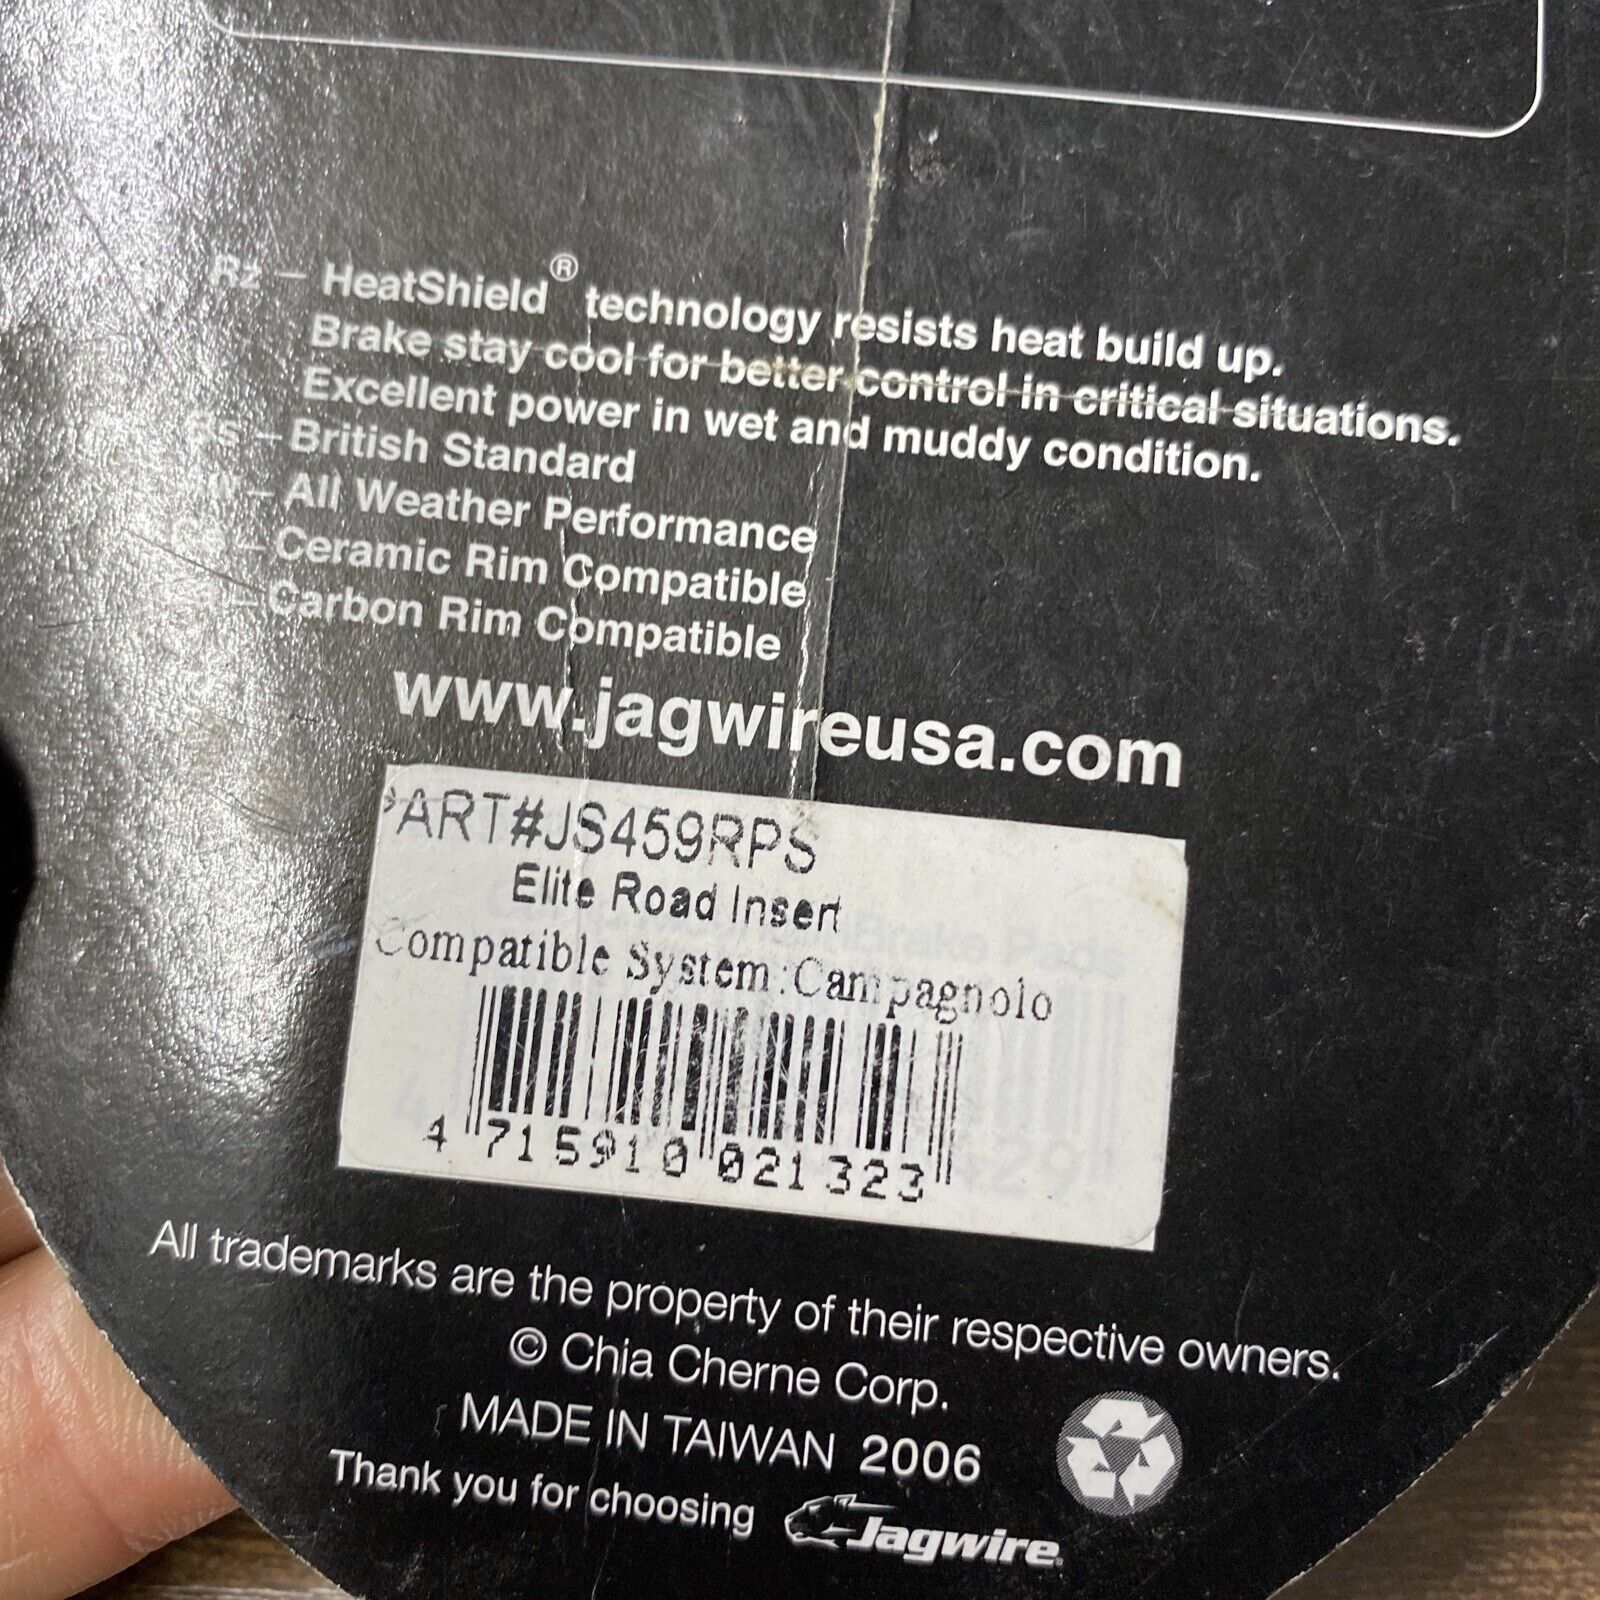 Rz – HeatShield® technology resists heat build up.
Brake stay cool for better control in critical situations.
Excellent power in wet and muddy condition.
– British Standard
– All Weather Performance
– Ceramic Rim Compatible
– Carbon Rim Compatible
www.jagwireusa.com
PART#JS459RPS
Elite Road Insert
Compatible System:Campagnolo
4 715910 021323
All trademarks are the property of their respective owners.
© Chia Cherne Corp.
MADE IN TAIWAN 2006
Thank you for choosing Jagwire